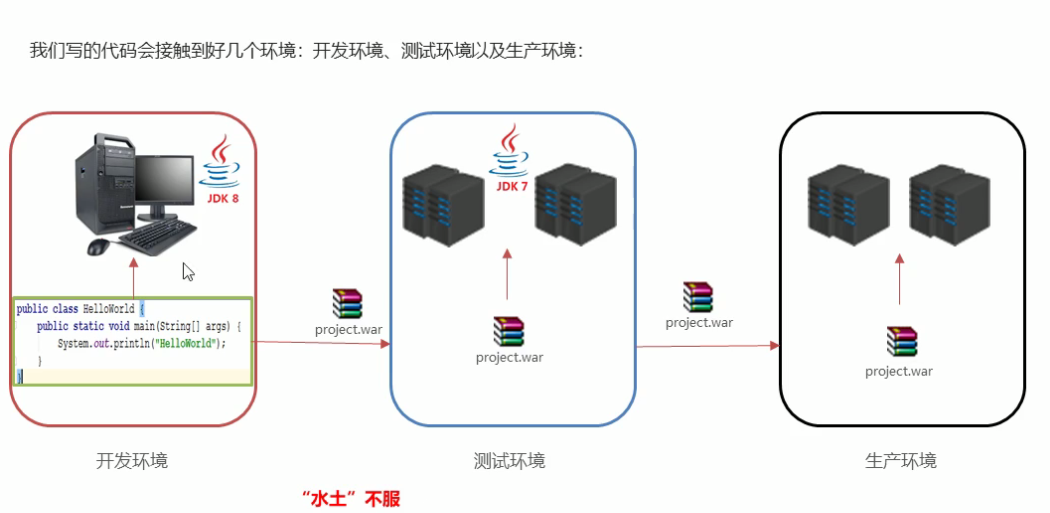 我们写的代码会接触到好几个环境：开发环境、测试环境以及生产环境：
JDK 8
JDK 7
public class HelloWorld {
public static void main(String[] args) {
System.out.println("HelloWorld");
}
}
project.war
project.war
project.war
project.war
开发环境
测试环境
生产环境
“水土”不服